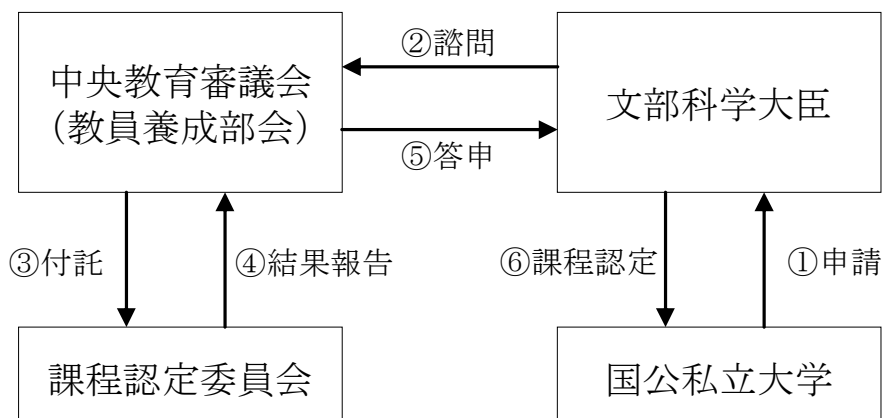 ②諮問
中央教育審議会
（教員養成部会）
文部科学大臣
⑤答申
③付託
④結果報告
⑥課程認定
①申請
課程認定委員会
国公私立大学